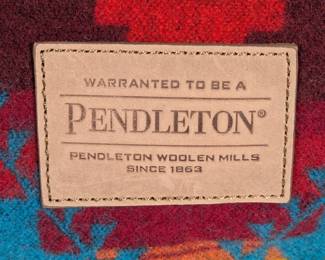 WARRANTED TO BE A
PENDLETON®
PENDLETON WOOLEN MILLS
SINCE 1863